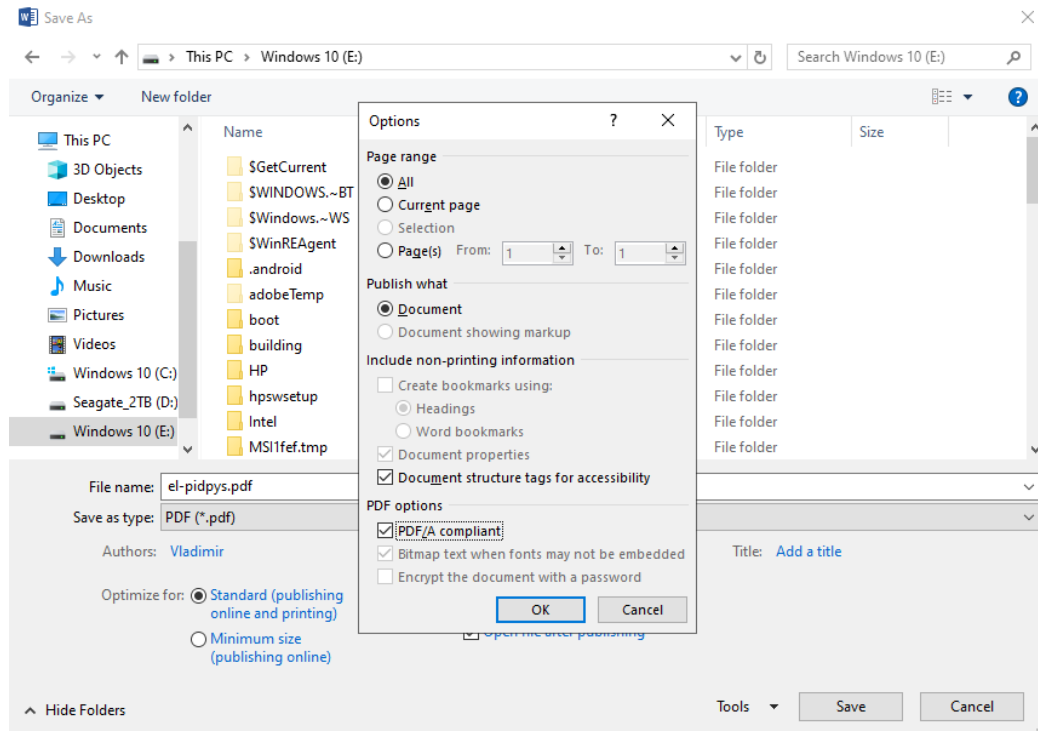 Save As
This PC > Windows 10 (E:)
Search Windows 10 (E:)
Organize
New folder
This PC
3D Objects
Desktop
Documents
Downloads
Music
Pictures
Videos
Windows 10 (C:)
Seagate_2TB (D:)
Windows 10 (E:)
Name
Type
Size
$GetCurrent
File folder
$WINDOWS.~BT
File folder
$Windows.~WS
File folder
$WinREAgent
File folder
.android
File folder
adobeTemp
File folder
boot
File folder
building
File folder
HP
File folder
hpswsetup
File folder
Intel
File folder
MSI1fef.tmp
File folder
Options ?
Page range
All
Current page
Selection
Page(s) From: 1 To: 1
Publish what
Document
Document showing markup
Include non-printing information
Create bookmarks using:
Headings
Word bookmarks
Document properties
Document structure tags for accessibility
PDF options
PDF/A compliant
Bitmap text when fonts may not be embedded
Encrypt the document with a password
OK Cancel
File name: el-pidpys.pdf
Save as type: PDF (*.pdf)
Authors: Vladimir
Title: Add a title
Optimize for: Standard (publishing
online and printing)
Minimum size
(publishing online)
Open file after publishing
Hide Folders
Tools Save Cancel